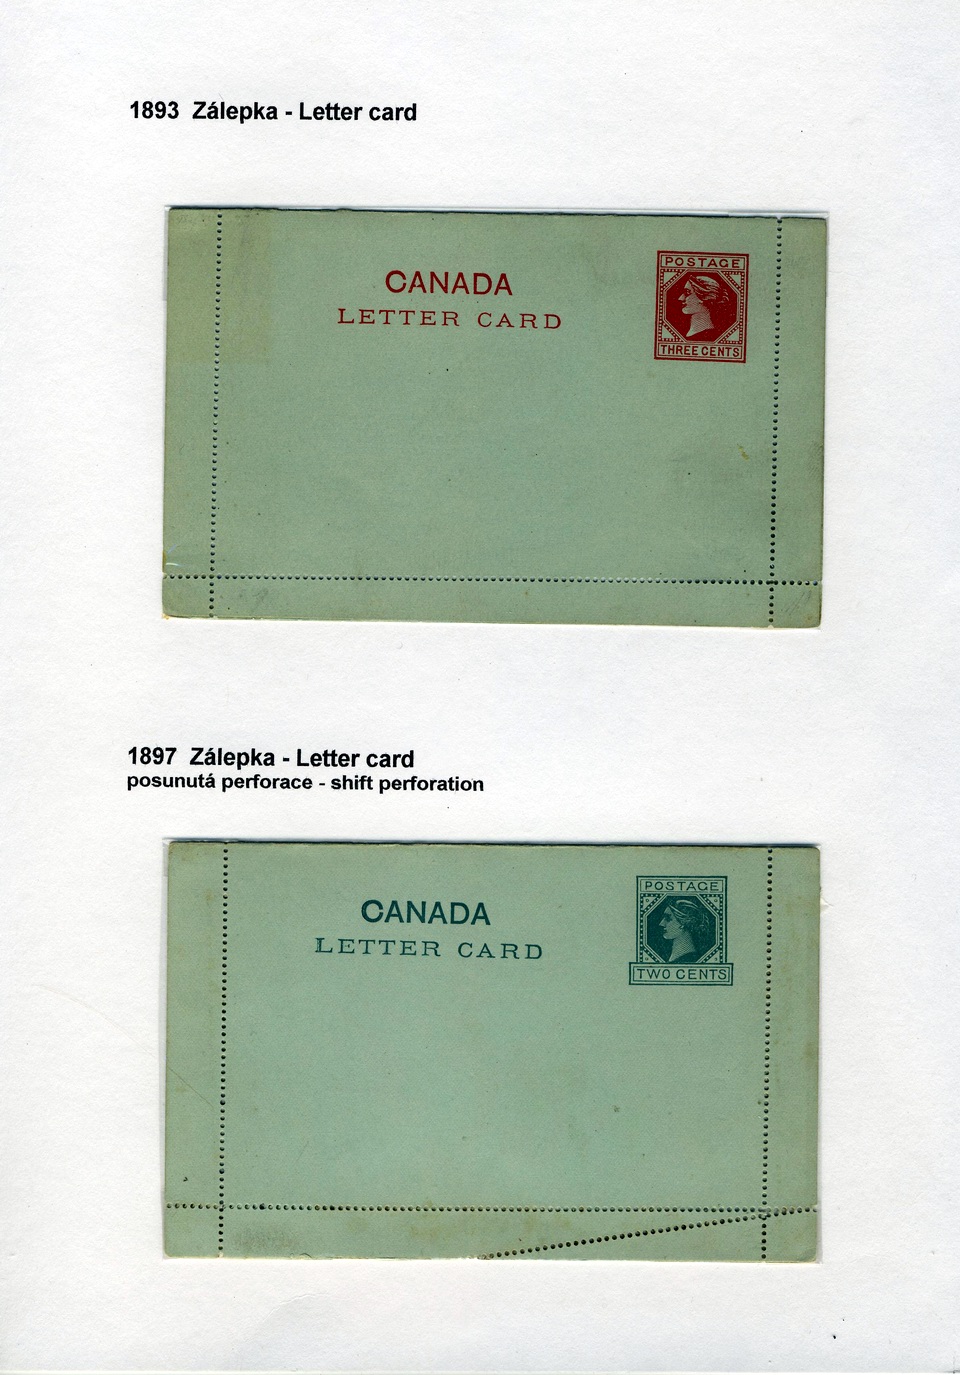 1893 Zálepka - Letter card
CANADA
LETTER CARD
POSTAGE
THREE CENTS
1897 Zálepka - Letter card
posunutá perforace - shift perforation
CANADA
LETTER CARD
POSTAGE
TWO CENTS